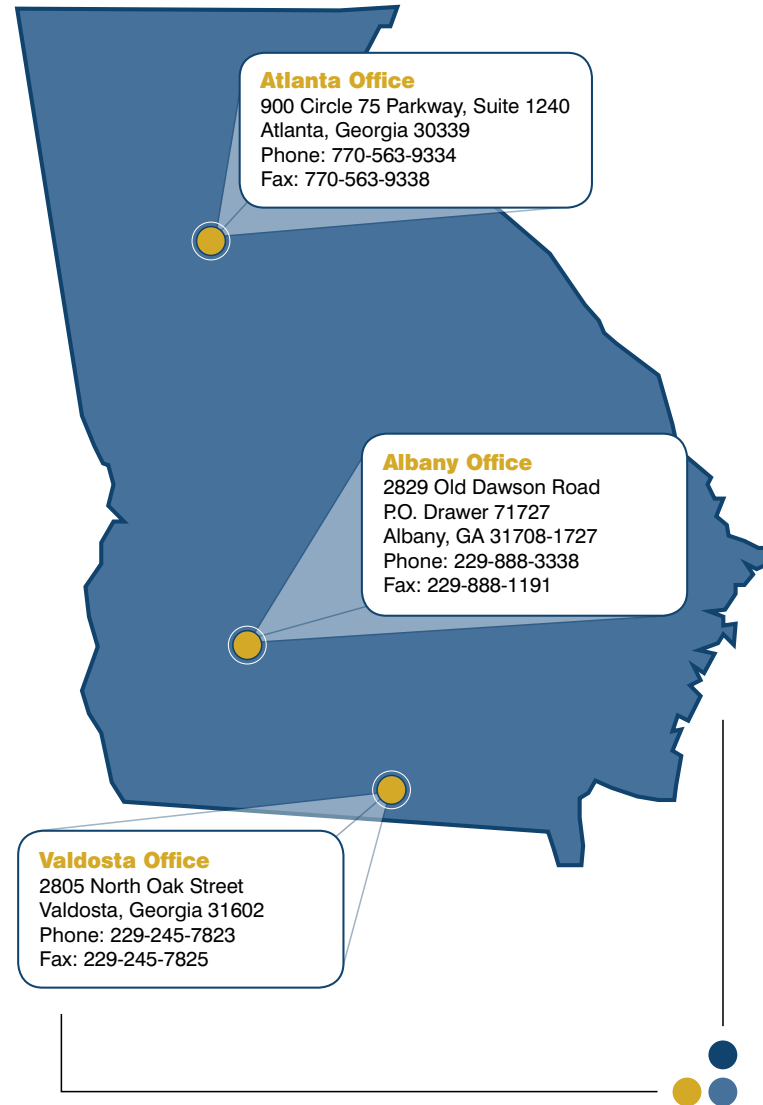 Atlanta Office
900 Circle 75 Parkway, Suite 1240
Atlanta, Georgia 30339
Phone: 770-563-9334
Fax: 770-563-9338
Albany Office
2829 Old Dawson Road
P.O. Drawer 71727
Albany, GA 31708-1727
Phone: 229-888-3338
Fax: 229-888-1191
Valdosta Office
2805 North Oak Street
Valdosta, Georgia 31602
Phone: 229-245-7823
Fax: 229-245-7825